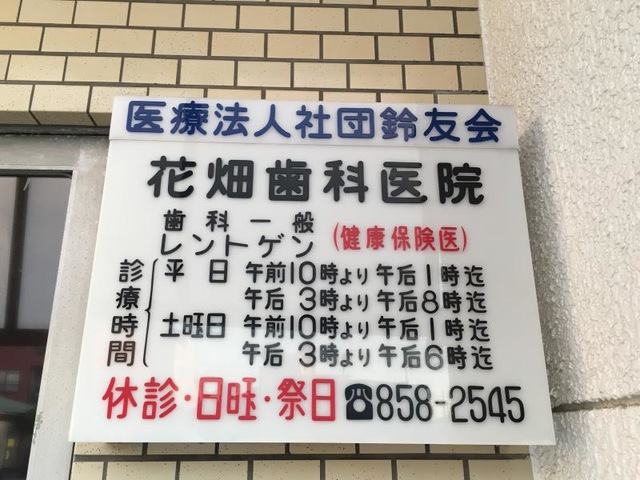 医療法人社団鈴友会
花畑歯科医院
歯科一般
レントゲン (健康保険医)
診療時間
平日 午前10時より午后1時迄
午后3時より午后8時迄
土旺日 午前10時より午后1時迄
午后3時より午后6時迄
休診・日旺・祭日 ☎858-2545